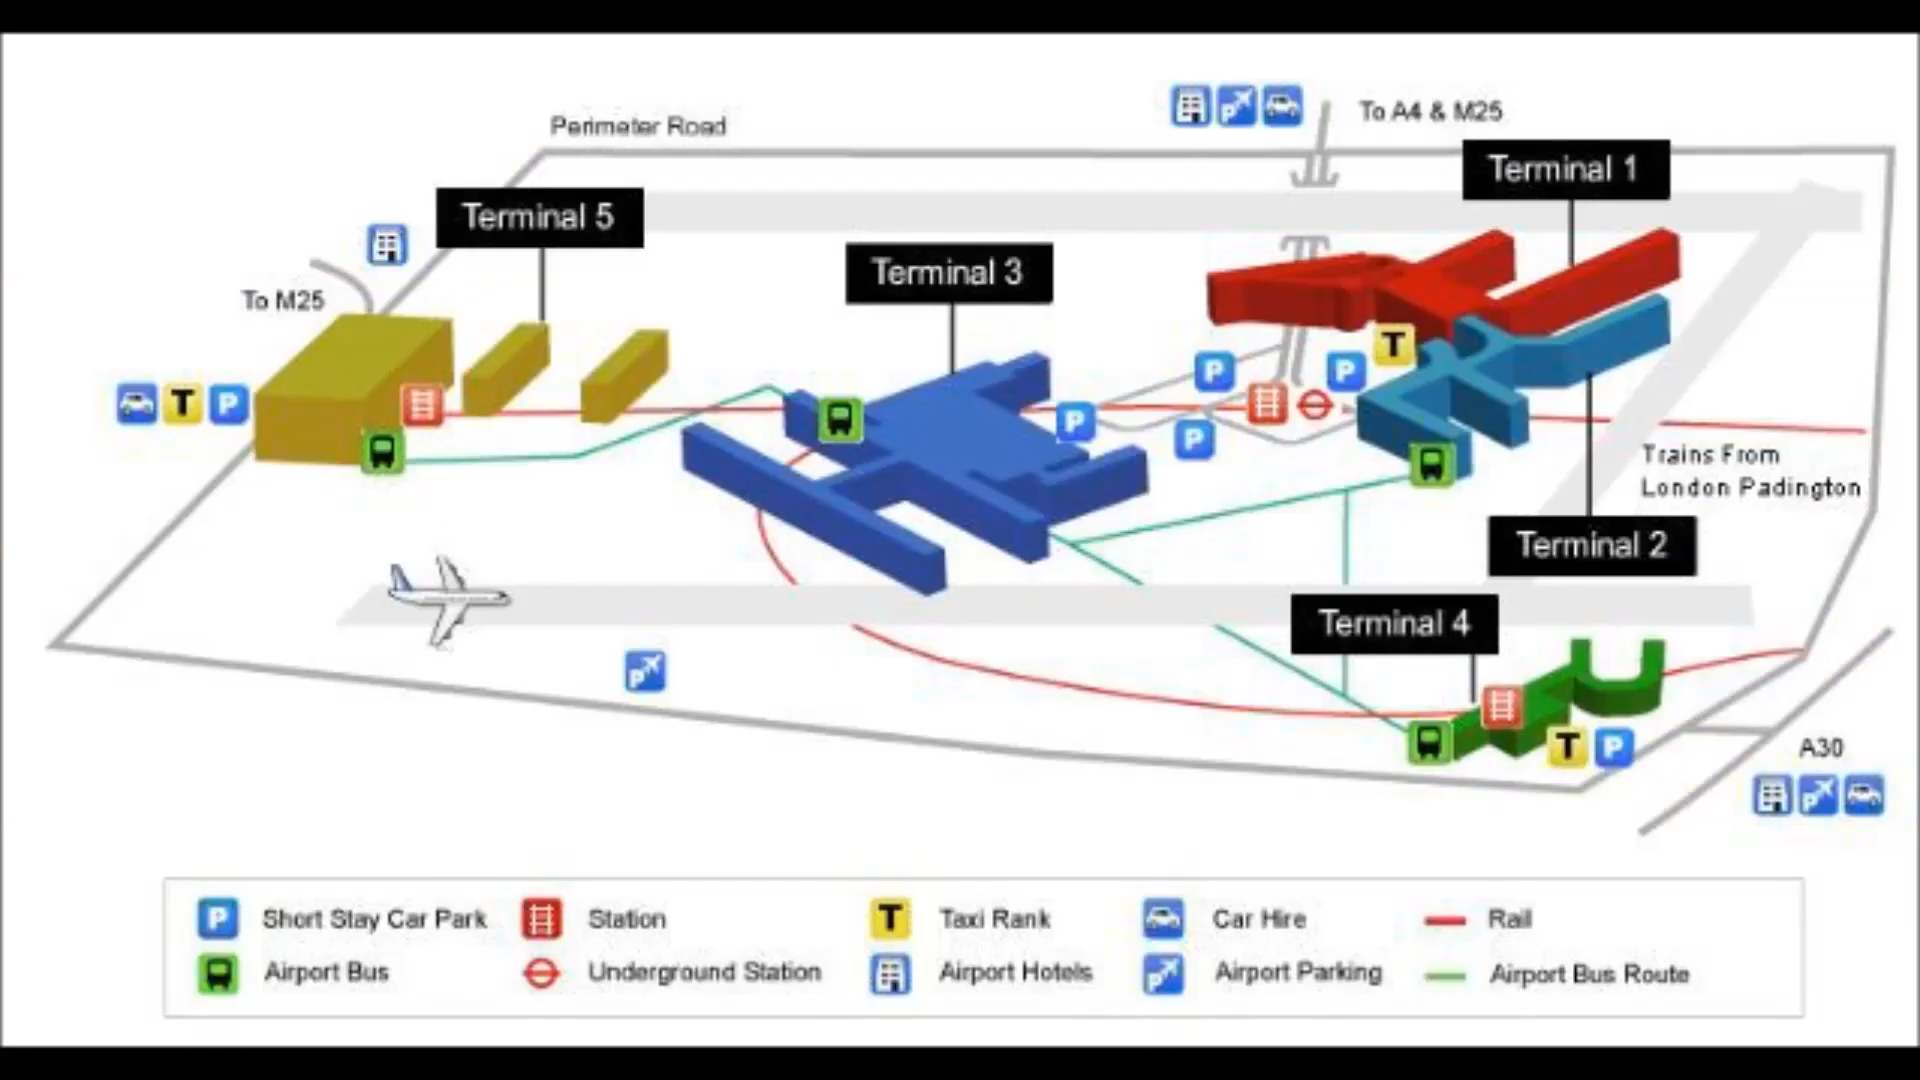 To A4 & M25
Perimeter Road
Terminal 1
Terminal 5
Terminal 3
To M25
T
P
T
P
P
P
P
Trains From
London Padington
Terminal 2
Terminal 4
P
T
P
A30
P
P
Short Stay Car Park
Station
T
Taxi Rank
Car Hire
Rail
Airport Bus
Underground Station
Airport Hotels
P
Airport Parking
Airport Bus Route